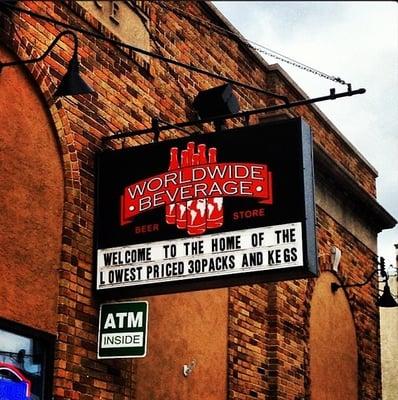 WORLDWIDE
BEVERAGE
BEER STORE
WELCOME TO THE HOME OF THE
LOWEST PRICED 30PACKS AND KEGS
ATM
INSIDE